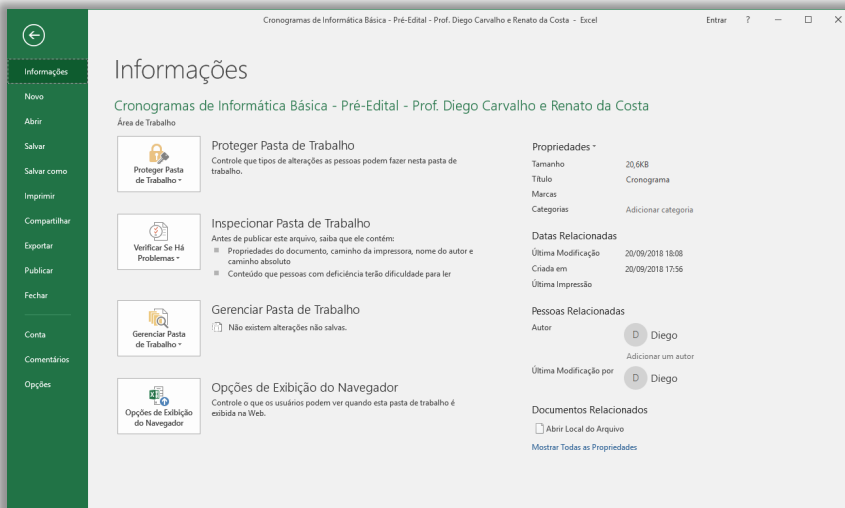 Cronogramas de Informática Básica - Pré-Edital - Prof. Diego Carvalho e Renato da Costa - Excel
Entrar ?
Informações
Novo
Abrir
Salvar
Salvar como
Imprimir
Compartilhar
Exportar
Publicar
Fechar
Conta
Comentários
Opções
Informações
Cronogramas de Informática Básica - Pré-Edital - Prof. Diego Carvalho e Renato da Costa
Área de Trabalho
Proteger Pasta
de Trabalho
Proteger Pasta de Trabalho
Controle que tipos de alterações as pessoas podem fazer nesta pasta de
trabalho.
Verificar Se Há
Problemas
Inspecionar Pasta de Trabalho
Antes de publicar este arquivo, saiba que ele contém:
Propriedades do documento, caminho da impressora, nome do autor e
caminho absoluto
Conteúdo que pessoas com deficiência terão dificuldade para ler
Gerenciar Pasta
de Trabalho
Gerenciar Pasta de Trabalho
Não existem alterações não salvas.
Opções de Exibição
do Navegador
Opções de Exibição do Navegador
Controle o que os usuários podem ver quando esta pasta de trabalho é
exibida na Web.
Propriedades
Tamanho 20,6KB
Título Cronograma
Marcas
Categorias Adicionar categoria
Datas Relacionadas
Última Modificação 20/09/2018 18:08
Criada em 20/09/2018 17:56
Última Impressão
Pessoas Relacionadas
Autor D Diego
Adicionar um autor
Última Modificação por D Diego
Documentos Relacionados
Abrir Local do Arquivo
Mostrar Todas as Propriedades